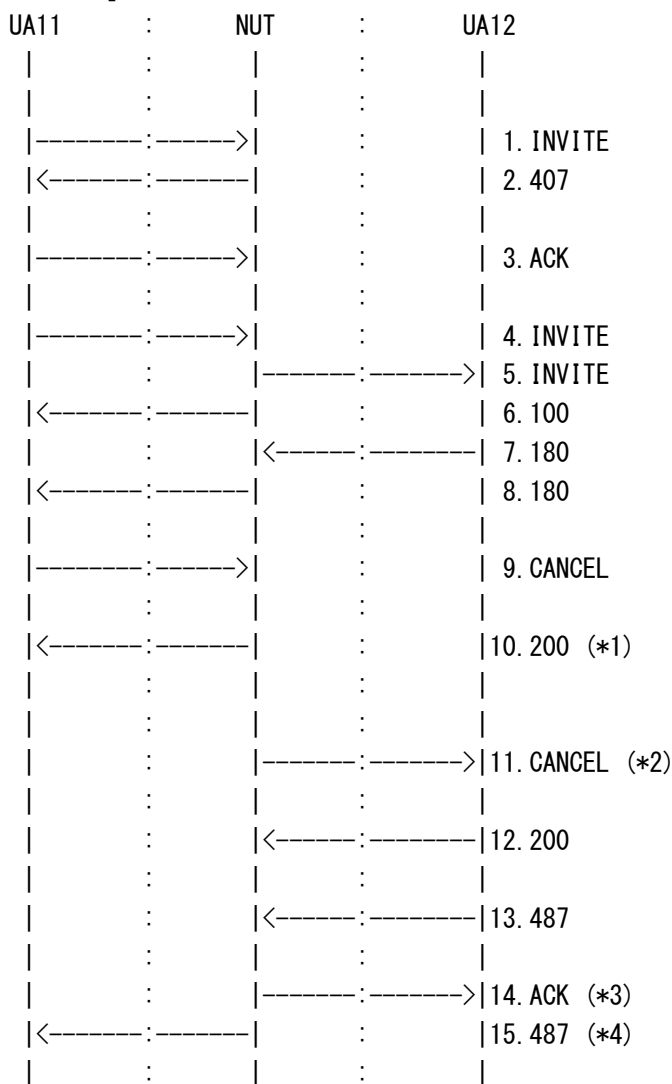 UA11 : NUT : UA12
| : | : |
| : | : |
|--------:------>| : | 1. INVITE
|<-------:-------| : | 2. 407
| : | : |
|--------:------>| : | 3. ACK
| : | : |
|--------:------>| : | 4. INVITE
| : |-------:------->| 5. INVITE
|<-------:-------| : | 6. 100
| : |<------:--------| 7. 180
|<-------:-------| : | 8. 180
| : | : |
|--------:------>| : | 9. CANCEL
| : | : |
|<-------:-------| : |10. 200 (*1)
| : | : |
| : | : |
| : |-------:------->|11. CANCEL (*2)
| : | : |
| : |<------:--------|12. 200
| : | : |
| : |<------:--------|13. 487
| : | : |
| : |-------:------->|14. ACK (*3)
|<-------:-------| : |15. 487 (*4)
| : | : |